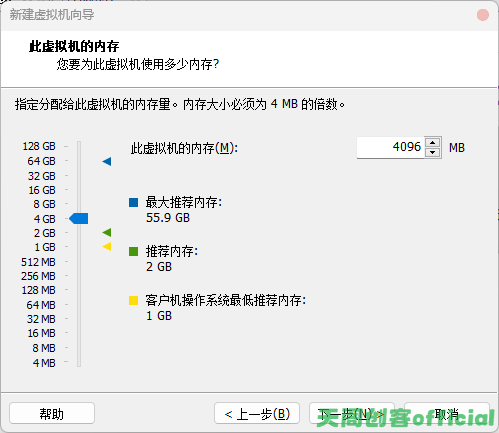 新建虚拟机向导
此虚拟机的内存
您要为此虚拟机使用多少内存?
指定分配给此虚拟机的内存量。内存大小必须为 4 MB 的倍数。
128 GB
64 GB
32 GB
16 GB
8 GB
4 GB
2 GB
1 GB
512 MB
256 MB
128 MB
64 MB
32 MB
16 MB
8 MB
4 MB
此虚拟机的内存(M):
4096 MB
最大推荐内存:
55.9 GB
推荐内存:
2 GB
客户机操作系统最低推荐内存:
1 GB
帮助
< 上一步(B)
下一步(N) >
取消
天阁创客official